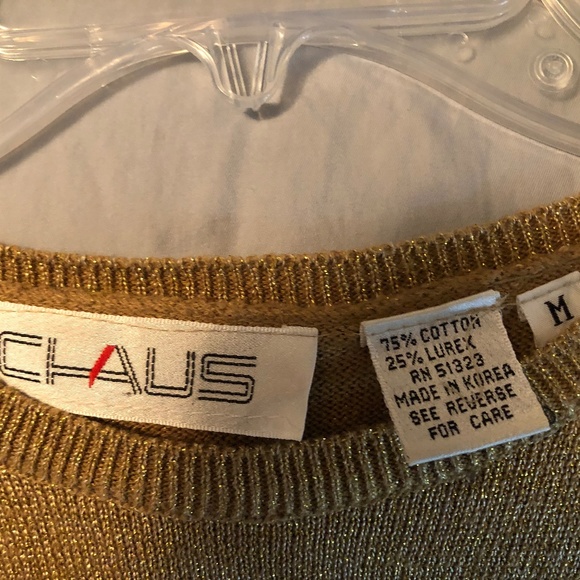 CHAUS
75% COTTON
25% LUREX
RN 51323
MADE IN KOREA
SEE REVERSE
FOR CARE
M